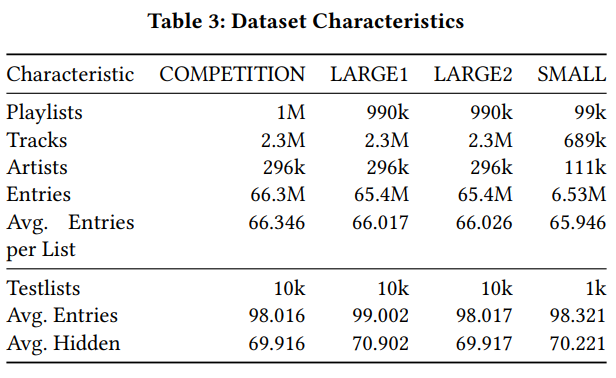 Table 3: Dataset Characteristics
Characteristic COMPETITION LARGE1 LARGE2 SMALL
Playlists 1M 990k 990k 99k
Tracks 2.3M 2.3M 2.3M 689k
Artists 296k 296k 296k 111k
Entries 66.3M 65.4M 65.4M 6.53M
Avg. Entries 66.346 66.017 66.026 65.946
per List
Testlists 10k 10k 10k 1k
Avg. Entries 98.016 99.002 98.017 98.321
Avg. Hidden 69.916 70.902 69.917 70.221